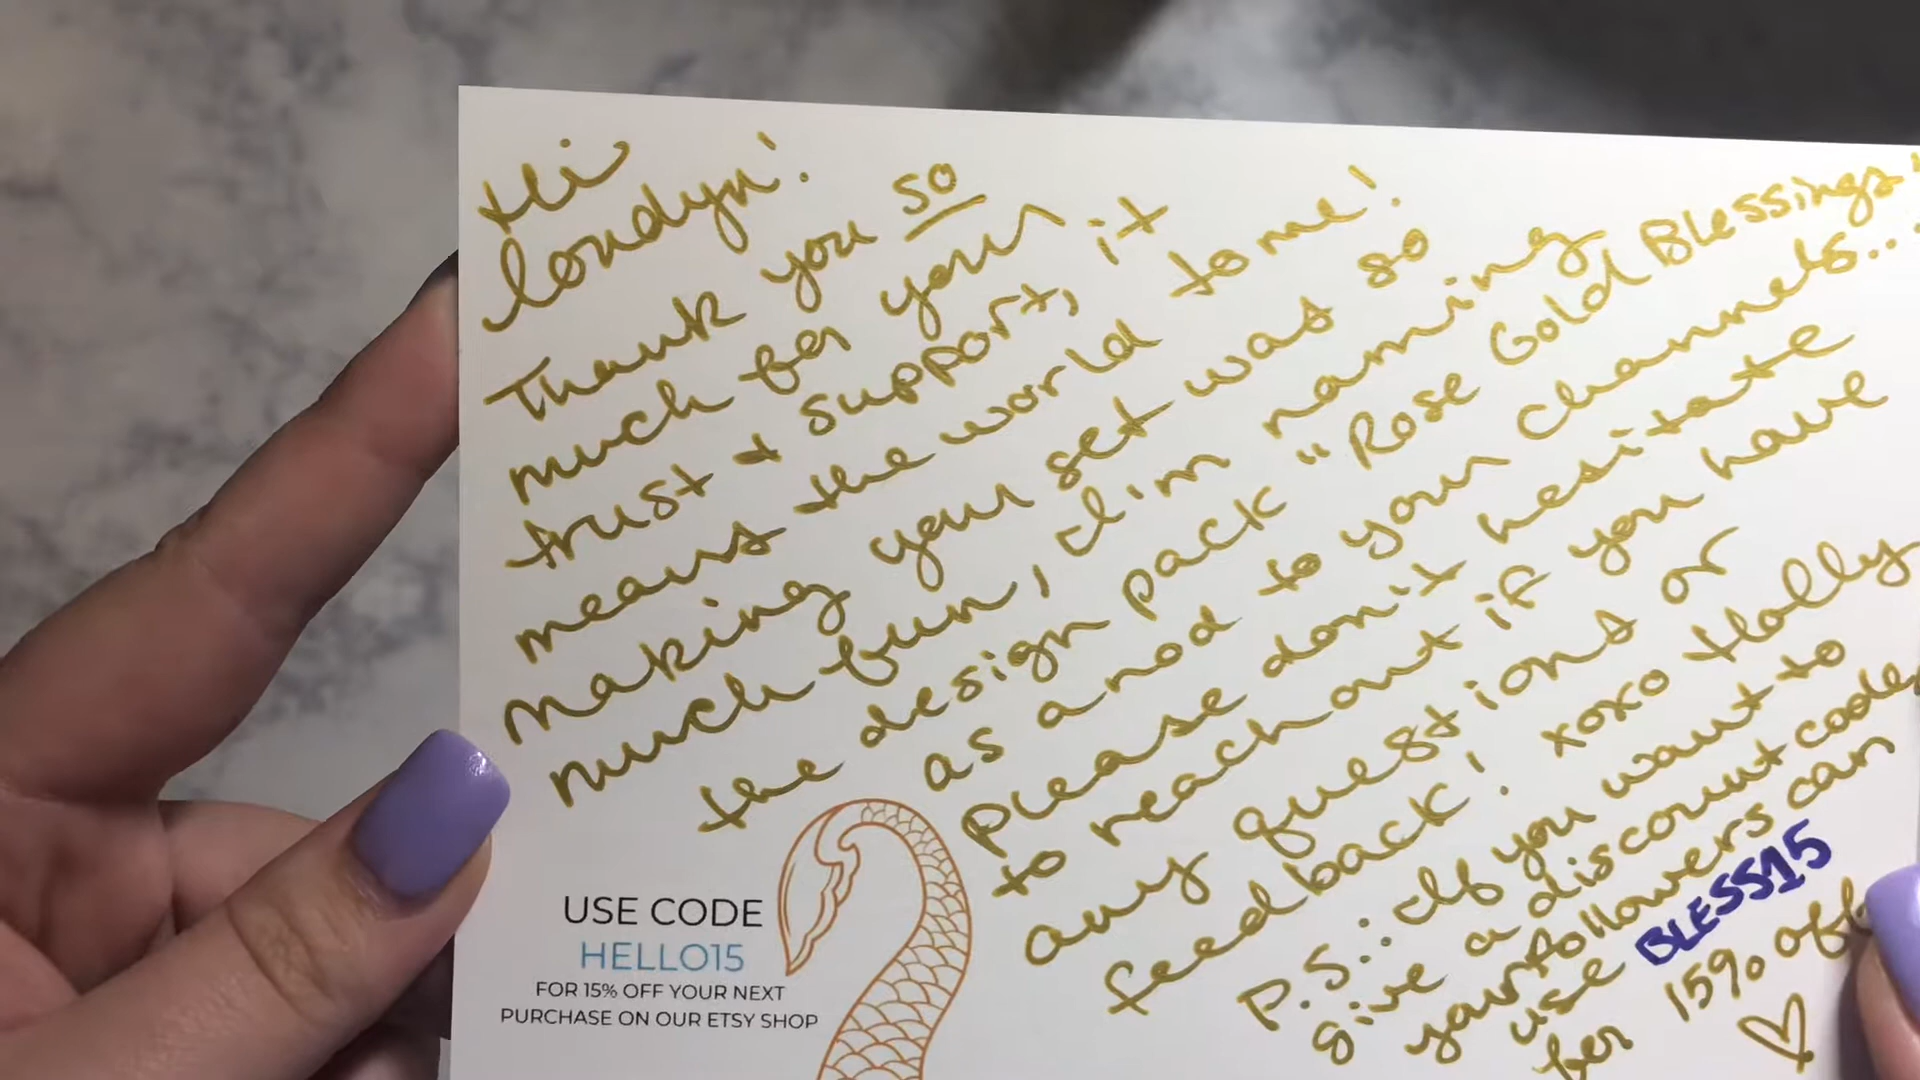 Hi
londyn!
Thank you so
much for your
trust + support, it
means the world to me!
Making your set was so
much fun, I'm naming
the design pack "Rose Gold Blessings"
as a nod to your channels...
Please don't hesitate
to reach out if you have
any questions or
feedback! xoxo Holly
P.S.: If you want to
give a discount code,
your followers can
use BLESS15
for 15% off
USE CODE
HELLO15
FOR 15% OFF YOUR NEXT
PURCHASE ON OUR ETSY SHOP